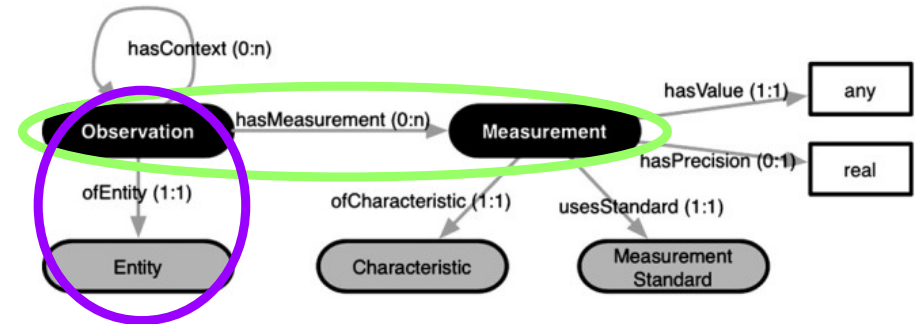 hasContext (0:n)
hasValue (1:1)
any
Observation
hasMeasurement (0:n)
Measurement
hasPrecision (0:1)
real
ofEntity (1:1)
ofCharacteristic (1:1)
usesStandard (1:1)
Entity
Characteristic
Measurement
Standard